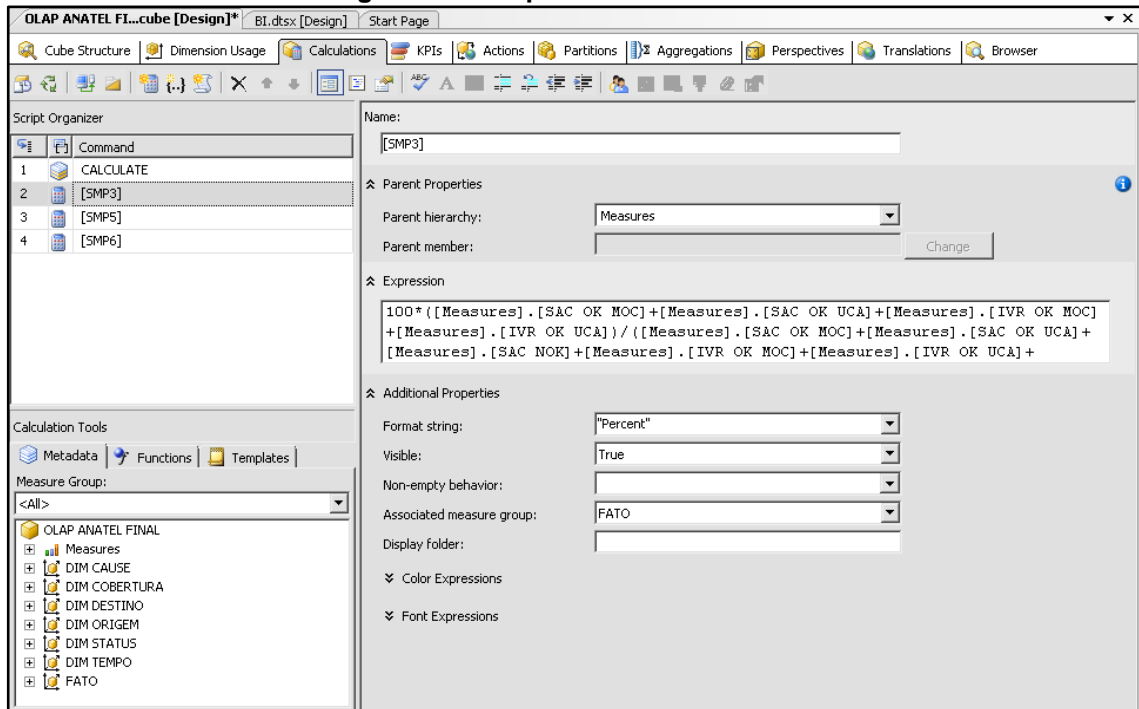 OLAP ANATEL FI...cube [Design]* BI.dtsx [Design] Start Page
Cube Structure Dimension Usage Calculations KPIs Actions Partitions Aggregations Perspectives Translations Browser
Script Organizer
Command
1 CALCULATE
2 [SMP3]
3 [SMP5]
4 [SMP6]
Calculation Tools
Metadata Functions Templates
Measure Group:
<All>
OLAP ANATEL FINAL
Measures
DIM CAUSE
DIM COBERTURA
DIM DESTINO
DIM ORIGEM
DIM STATUS
DIM TEMPO
FATO
Name:
[SMP3]
Parent Properties
Parent hierarchy: Measures
Parent member: Change
Expression
100*([Measures].[SAC OK MOC]+[Measures].[SAC OK UCA]+[Measures].[IVR OK MOC]
+[Measures].[IVR OK UCA])/([Measures].[SAC OK MOC]+[Measures].[SAC OK UCA]+
[Measures].[SAC NOK]+[Measures].[IVR OK MOC]+[Measures].[IVR OK UCA]+
Additional Properties
Format string: "Percent"
Visible: True
Non-empty behavior:
Associated measure group: FATO
Display folder:
Color Expressions
Font Expressions